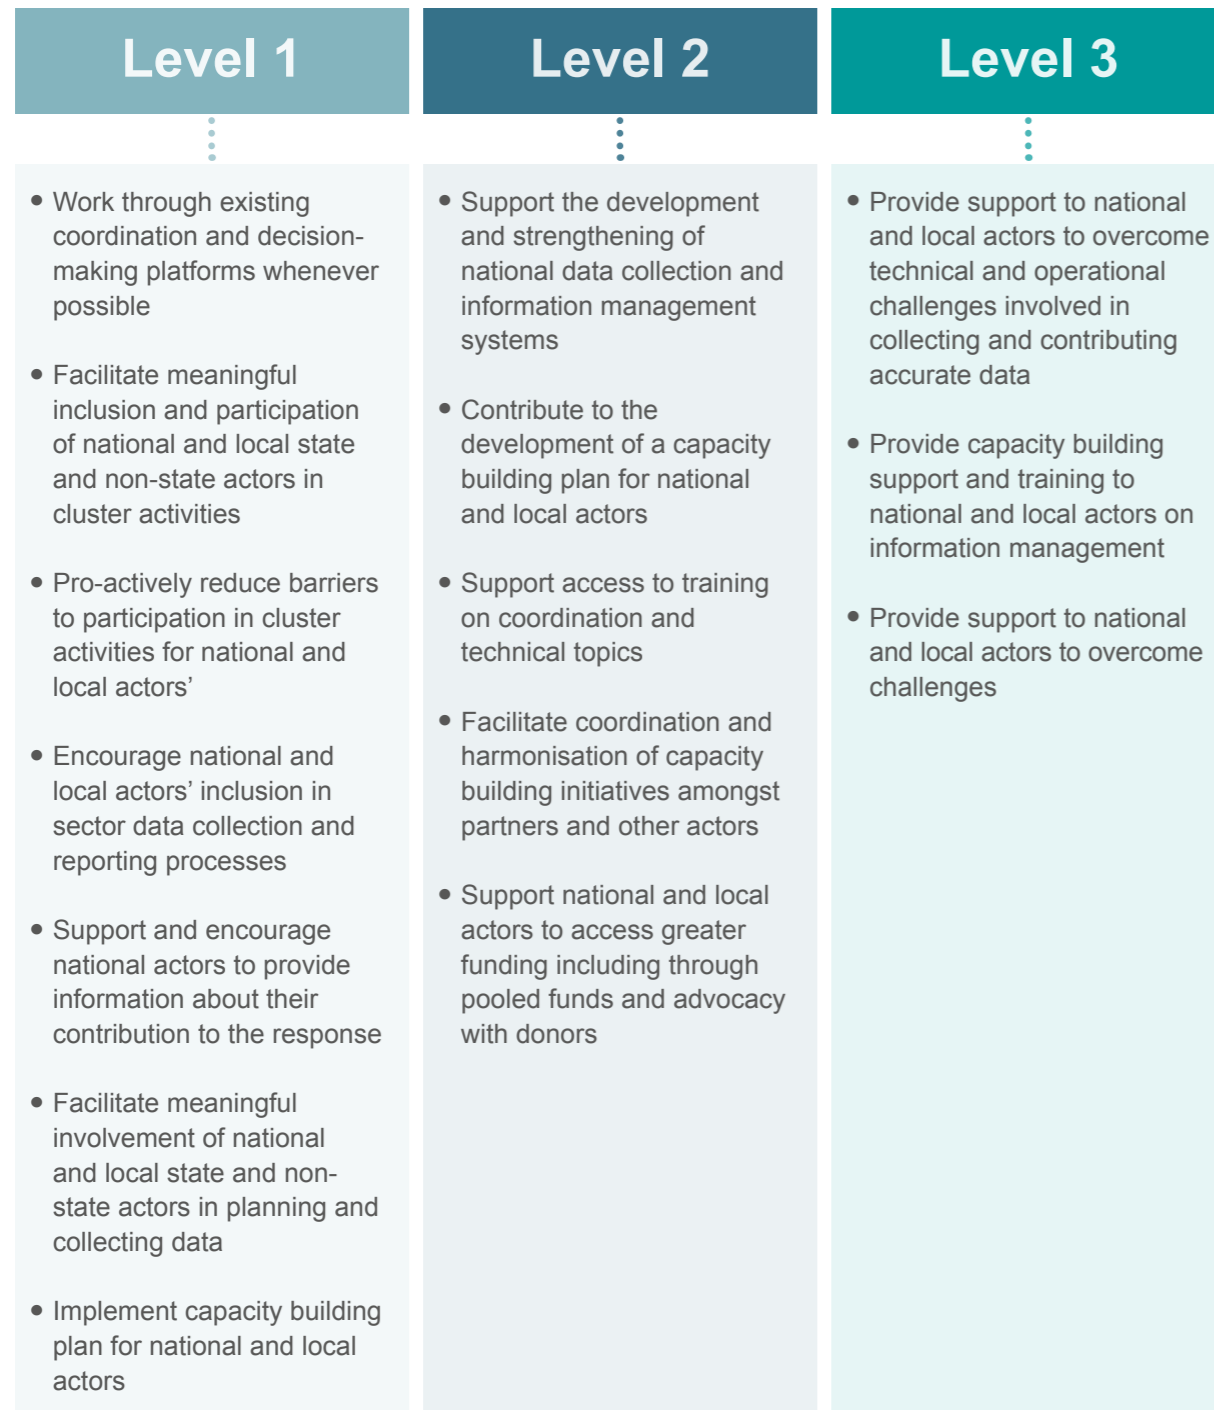 Level 1
• Work through existing
coordination and decision-
making platforms whenever
possible
• Facilitate meaningful
inclusion and participation
of national and local state
and non-state actors in
cluster activities
• Pro-actively reduce barriers
to participation in cluster
activities for national and
local actors’
• Encourage national and
local actors’ inclusion in
sector data collection and
reporting processes
• Support and encourage
national actors to provide
information about their
contribution to the response
• Facilitate meaningful
involvement of national
and local state and non-
state actors in planning and
collecting data
• Implement capacity building
plan for national and local
actors
Level 2
• Support the development
and strengthening of
national data collection and
information management
systems
• Contribute to the
development of a capacity
building plan for national
and local actors
• Support access to training
on coordination and
technical topics
• Facilitate coordination and
harmonisation of capacity
building initiatives amongst
partners and other actors
• Support national and local
actors to access greater
funding including through
pooled funds and advocacy
with donors
Level 3
• Provide support to national
and local actors to overcome
technical and operational
challenges involved in
collecting and contributing
accurate data
• Provide capacity building
support and training to
national and local actors on
information management
• Provide support to national
and local actors to overcome
challenges